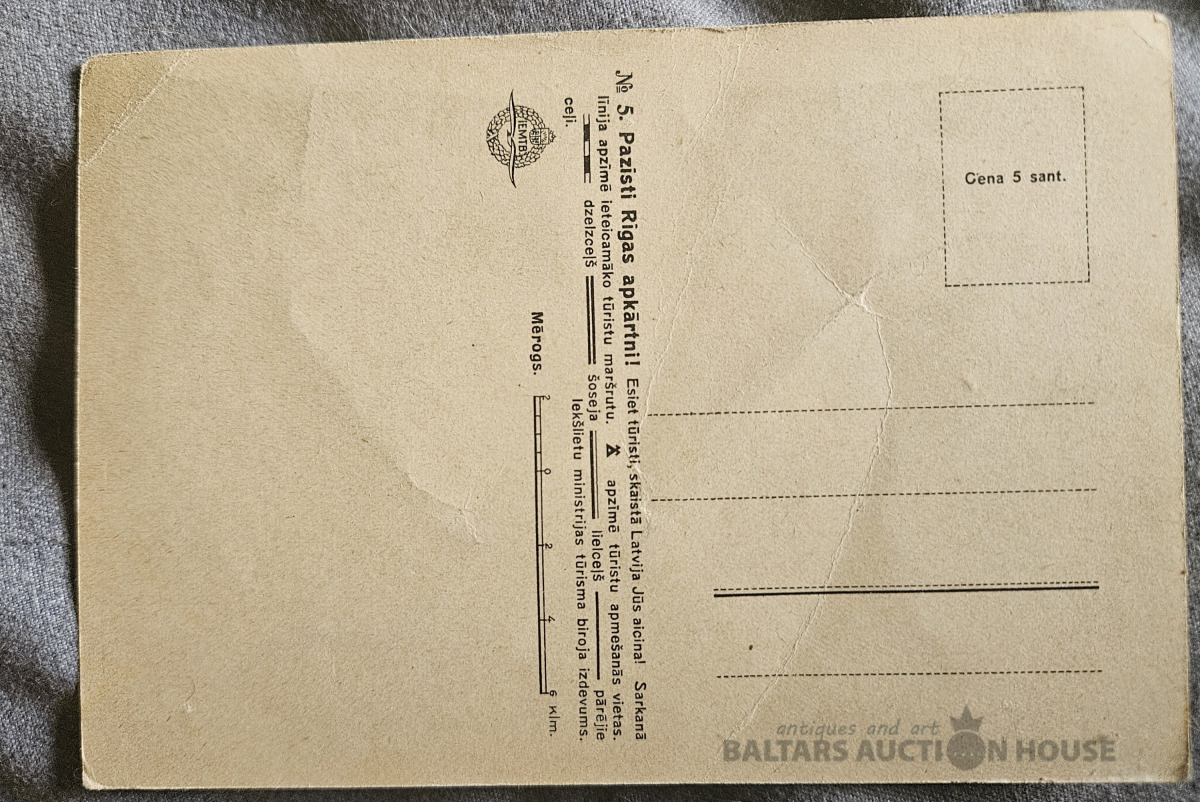 № 5. Pazisti Rīgas apkārtni! Esiet tūristi, skaistā Latvija Jūs aicina! Sarkanā
līnija apzīmē ieteicamāko tūristu maršrutu. apzīmē tūristu apmešanās vietas.
dzelzceļš šoseja lielceļš pārējie
ceļi. Iekšlietu ministrijas tūrisma biroja izdevums.
IEMTB
Mērogs. 2 0 2 4 6 klm.
Cena 5 sant.
antiques and art
BALTARS AUCTION HOUSE